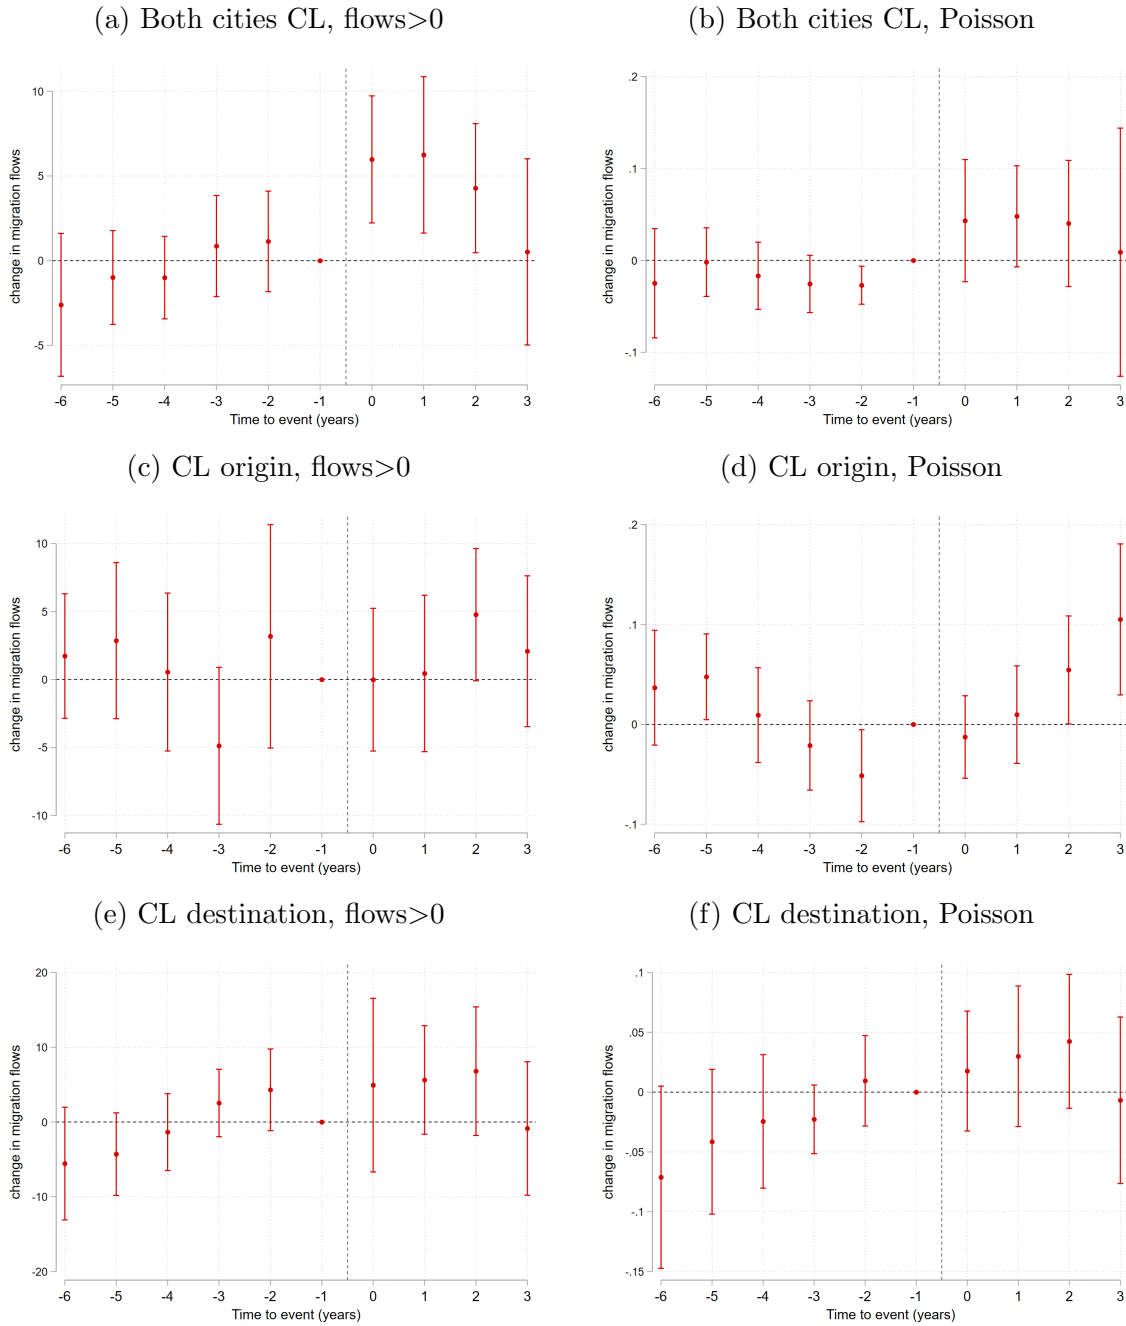 (a) Both cities CL, flows>0
change in migration flows
10
5
0
-5
-6 -5 -4 -3 -2 -1 0 1 2 3
Time to event (years)
(b) Both cities CL, Poisson
change in migration flows
.2
.1
0
-.1
-6 -5 -4 -3 -2 -1 0 1 2 3
Time to event (years)
(c) CL origin, flows>0
change in migration flows
10
5
0
-5
-10
-6 -5 -4 -3 -2 -1 0 1 2 3
Time to event (years)
(d) CL origin, Poisson
change in migration flows
.2
.1
0
-.1
-6 -5 -4 -3 -2 -1 0 1 2 3
Time to event (years)
(e) CL destination, flows>0
change in migration flows
20
10
0
-10
-20
-6 -5 -4 -3 -2 -1 0 1 2 3
Time to event (years)
(f) CL destination, Poisson
change in migration flows
.1
.05
0
-.05
-.1
-.15
-6 -5 -4 -3 -2 -1 0 1 2 3
Time to event (years)